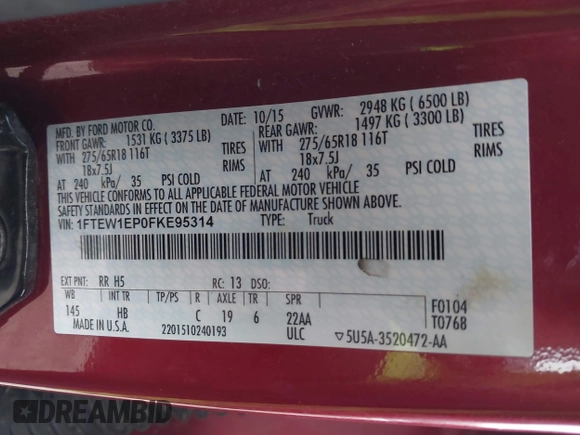 MFD. BY FORD MOTOR CO.
DATE: 10/15 GVWR: 2948 KG ( 6500 LB)
FRONT GAWR: 1531 KG ( 3375 LB)
REAR GAWR: 1497 KG ( 3300 LB)
WITH 275/65R18 116T TIRES
WITH 275/65R18 116T TIRES
18x7.5J RIMS
18x7.5J RIMS
AT 240 kPa/ 35 PSI COLD
AT 240 kPa/ 35 PSI COLD
THIS VEHICLE CONFORMS TO ALL APPLICABLE FEDERAL MOTOR VEHICLE
SAFETY STANDARDS IN EFFECT ON THE DATE OF MANUFACTURE SHOWN ABOVE.
VIN: 1FTEW1EP0FKE95314 TYPE: Truck
EXT PNT: RR H5 RC: 13 DSO:
WB INT TR TP/PS R AXLE TR SPR F0104
145 HB C 19 6 22AA T0768
MADE IN U.S.A. 2201510240193 ULC ▽5U5A-3520472-AA
DREAMBID